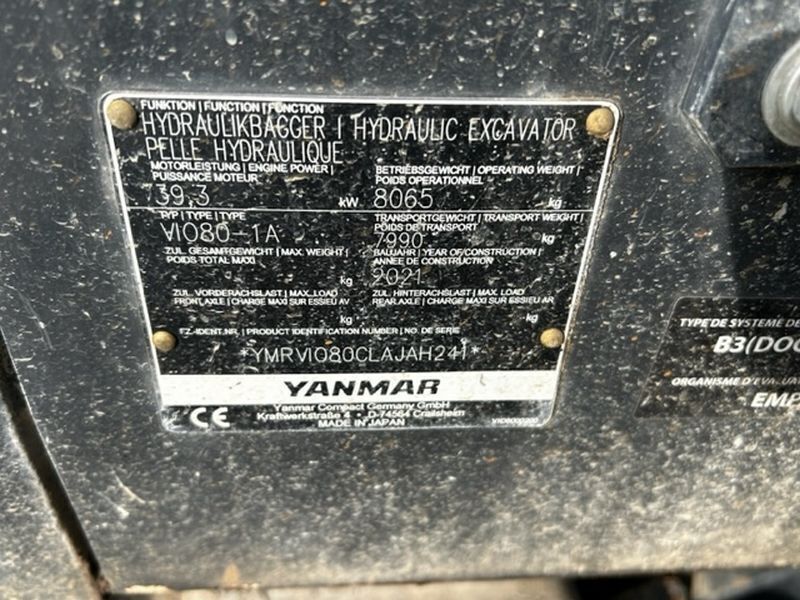 FUNKTION | FUNCTION | FONCTION
HYDRAULIKBAGGER | HYDRAULIC EXCAVATOR
PELLE HYDRAULIQUE
MOTORLEISTUNG | ENGINE POWER |
PUISSANCE MOTEUR
39,3 kW
BETRIEBSGEWICHT | OPERATING WEIGHT |
POIDS OPERATIONNEL
8065 kg
TYP | TYPE | TYPE
VIO80-1A
TRANSPORTGEWICHT | TRANSPORT WEIGHT |
POIDS DE TRANSPORT
7990 kg
ZUL. GESAMTGEWICHT | MAX. WEIGHT |
POIDS TOTAL MAXI
kg
BAUJAHR | YEAR OF CONSTRUCTION |
ANNEE DE CONSTRUCTION
2021
ZUL. VORDERACHSLAST | MAX. LOAD
FRONT.AXLE | CHARGE MAXI SUR ESSIEU AV
kg
ZUL. HINTERACHSLAST | MAX. LOAD
REAR.AXLE | CHARGE MAXI SUR ESSIEU AR
kg
FZ.-IDENT.NR. | PRODUCT IDENTIFICATION NUMBER | NO DE SERIE
*YMRVIO80CLAJAH241*
YANMAR
CE
Yanmar Compact Germany GmbH
Kraftwerkstraße 4 • D-74564 Crailsheim
MADE IN JAPAN
TYPE DE SYSTEME DE
B3(DOC
ORGANISME D'EVALUA
EMP